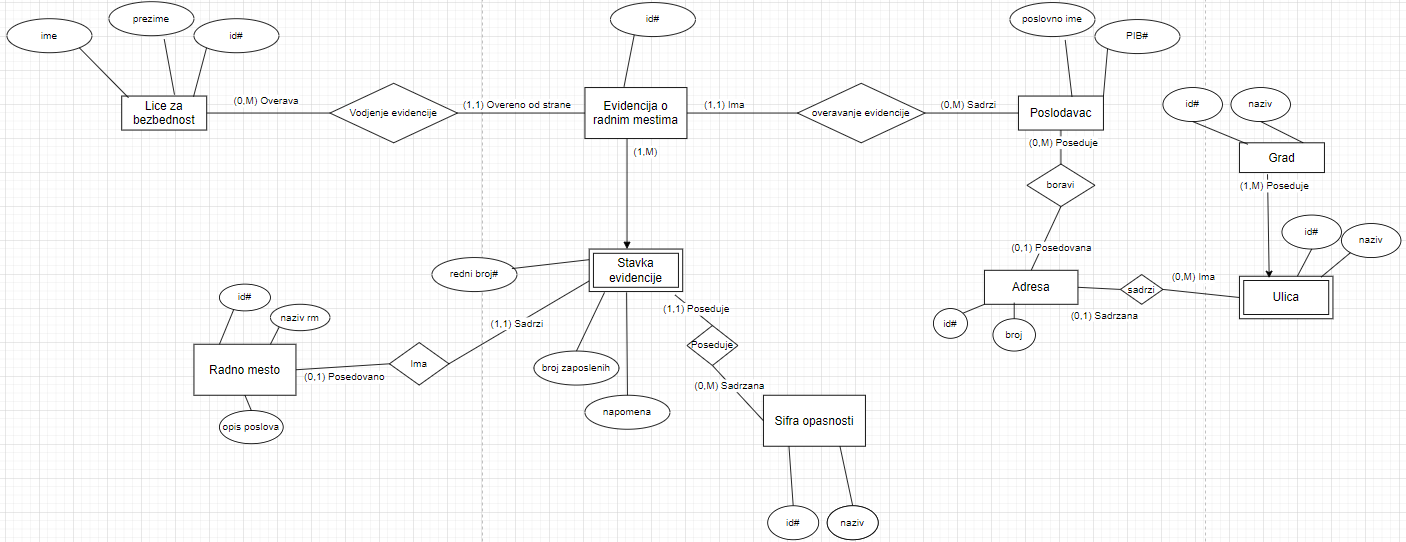 ime
prezime
id#
Lice za
bezbednost
(0,M) Overava
Vodjenje evidencije
(1,1) Overeno od strane
id#
Evidencija o
radnim mestima
(1,M)
(1,1) Ima
overavanje evidencije
(0,M) Sadrzi
poslovno ime
PIB#
Poslodavac
(0,M) Poseduje
boravi
(0,1) Posedovana
id#
naziv
Grad
(1,M) Poseduje
id#
naziv
Ulica
(0,M) Ima
sadrzi
(0,1) Sadrzana
Adresa
id#
broj
redni broj#
Stavka
evidencije
(1,1) Sadrzi
(1,1) Poseduje
id#
naziv rm
Radno mesto
(0,1) Posedovano
Ima
opis poslova
broj zaposlenih
napomena
Poseduje
(0,M) Sadrzana
Sifra opasnosti
id#
naziv